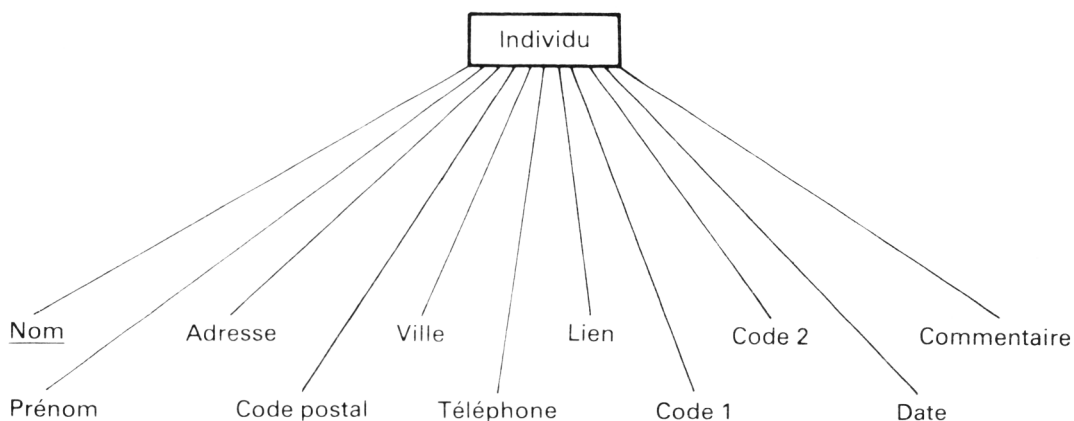 Individu
Nom Adresse Ville Lien Code 2 Commentaire
Prénom Code postal Téléphone Code 1 Date